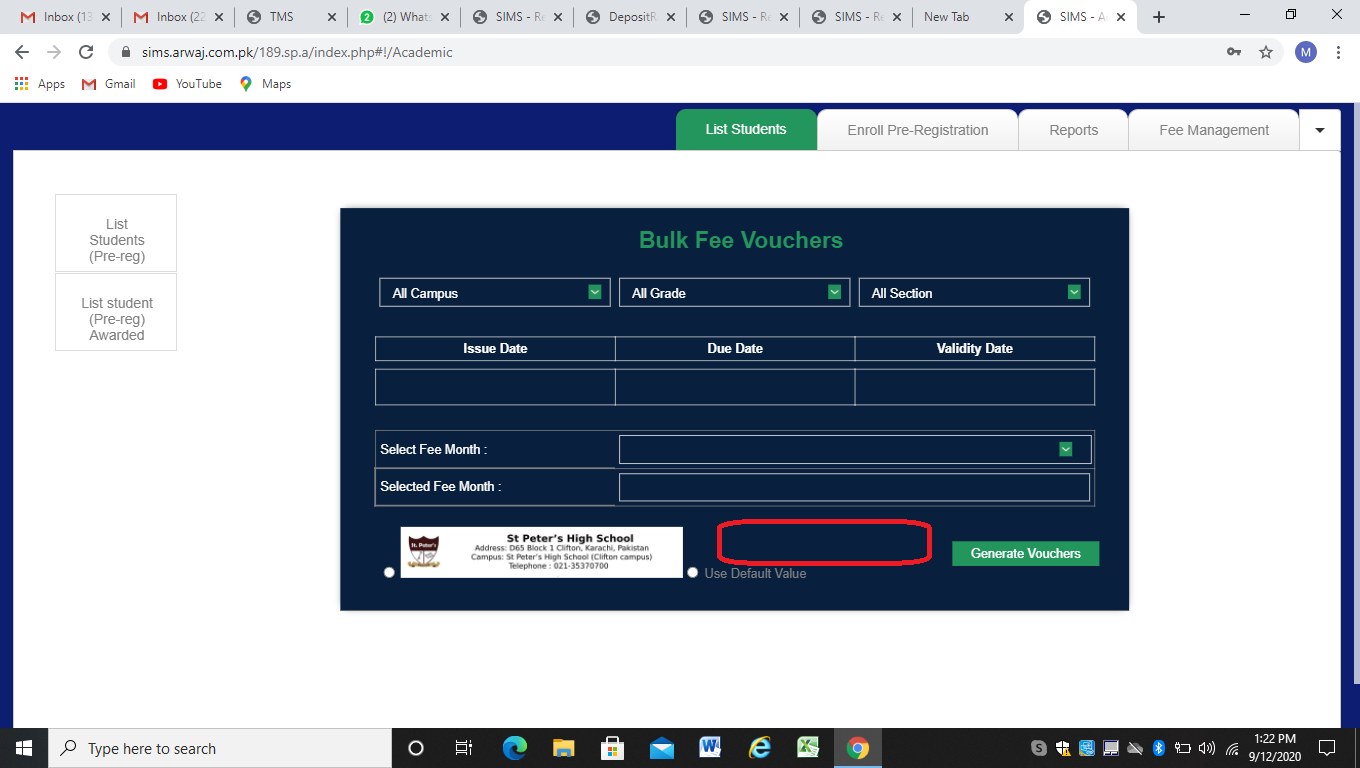 Inbox (13
Inbox (22
TMS
(2) Whats
SIMS - Re
DepositR
SIMS - Re
SIMS - Re
New Tab
SIMS - A
sims.arwaj.com.pk/189.sp.a/index.php#!/Academic
M
Apps
Gmail
YouTube
Maps
List Students
Enroll Pre-Registration
Reports
Fee Management
List
Students
(Pre-reg)
List student
(Pre-reg)
Awarded
Bulk Fee Vouchers
All Campus
All Grade
All Section
Issue Date
Due Date
Validity Date
Select Fee Month :
Selected Fee Month :
St. Peter's
St Peter's High School
Address: D65 Block 1 Clifton, Karachi, Pakistan
Campus: St Peter's High School (Clifton campus)
Telephone : 021-35370700
Use Default Value
Generate Vouchers
Type here to search
1:22 PM
9/12/2020